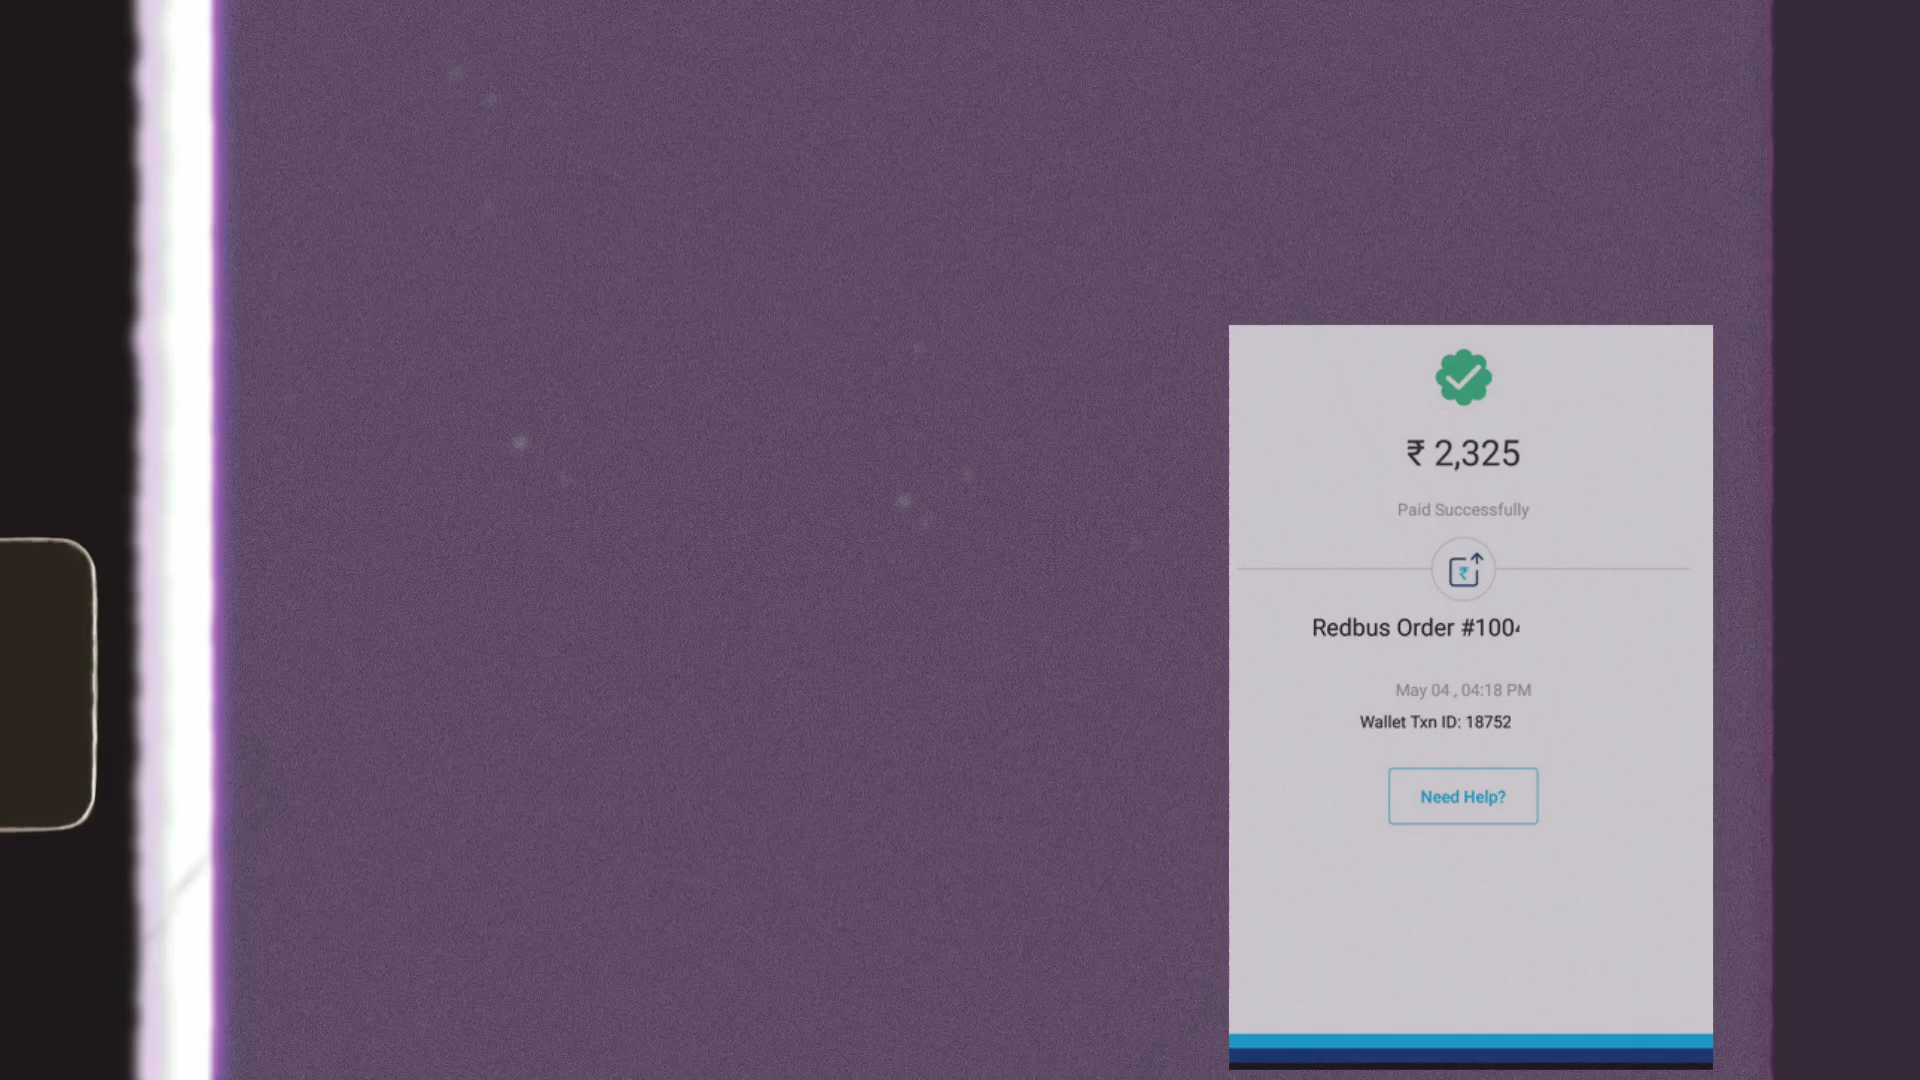 ₹ 2,325
Paid Successfully
₹
Redbus Order #100
May 04 , 04:18 PM
Wallet Txn ID: 18752
Need Help?